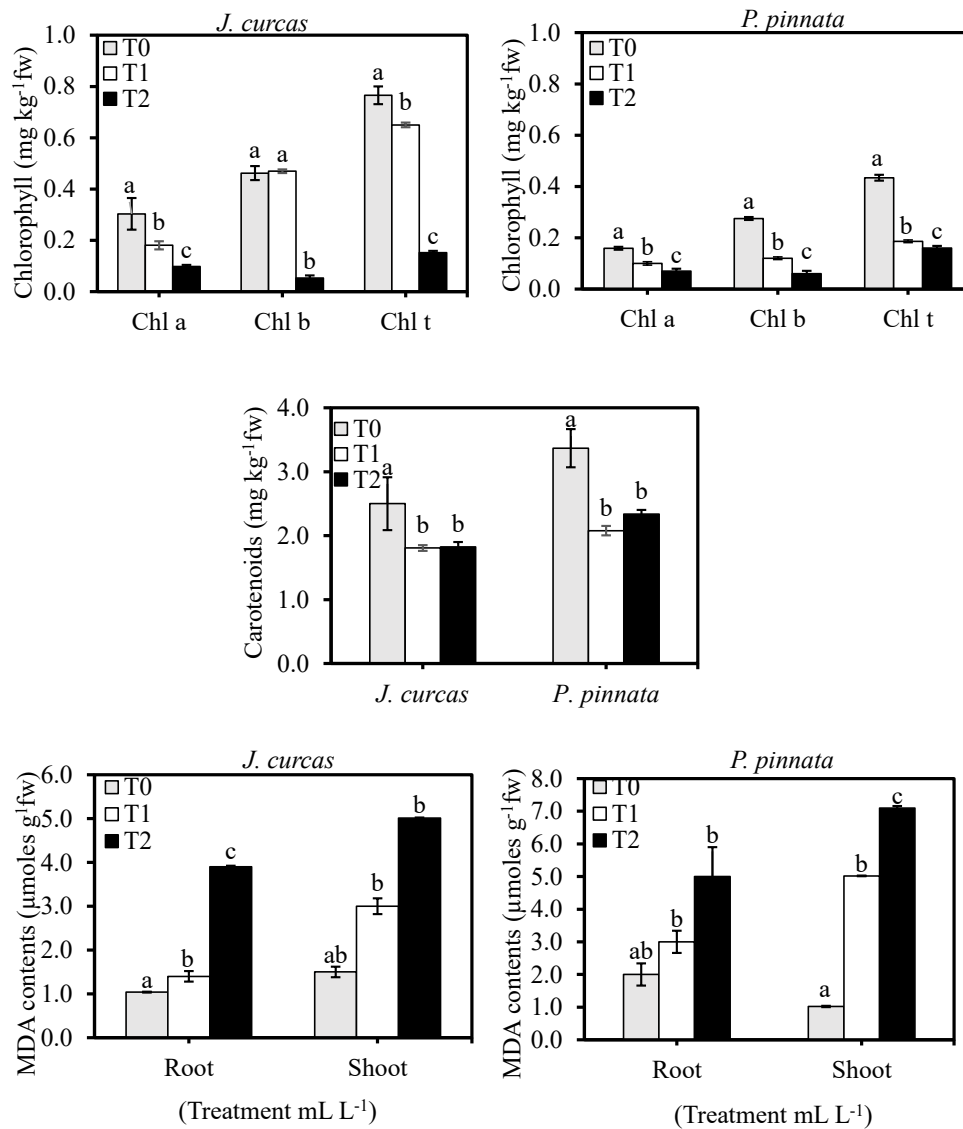 J. curcas
Chlorophyll (mg kg-1fw)
1.0
0.8
0.6
0.4
0.2
0.0
T0
T1
T2
a
b
c
a
a
b
a
b
c
Chl a
Chl b
Chl t
P. pinnata
Chlorophyll (mg kg-1fw)
1.0
0.8
0.6
0.4
0.2
0.0
T0
T1
T2
a
b
c
a
b
c
a
b
c
Chl a
Chl b
Chl t
Carotenoids (mg kg-1fw)
4.0
3.0
2.0
1.0
0.0
T0
T1
T2
a
b
b
a
b
b
J. curcas
P. pinnata
J. curcas
MDA contents (µmoles g1fw)
6.0
5.0
4.0
3.0
2.0
1.0
0.0
T0
T1
T2
a
b
c
ab
b
b
Root
Shoot
(Treatment mL L-1)
P. pinnata
MDA contents (µmoles g1fw)
8.0
7.0
6.0
5.0
4.0
3.0
2.0
1.0
0.0
T0
T1
T2
ab
b
b
a
b
c
Root
Shoot
(Treatment mL L-1)